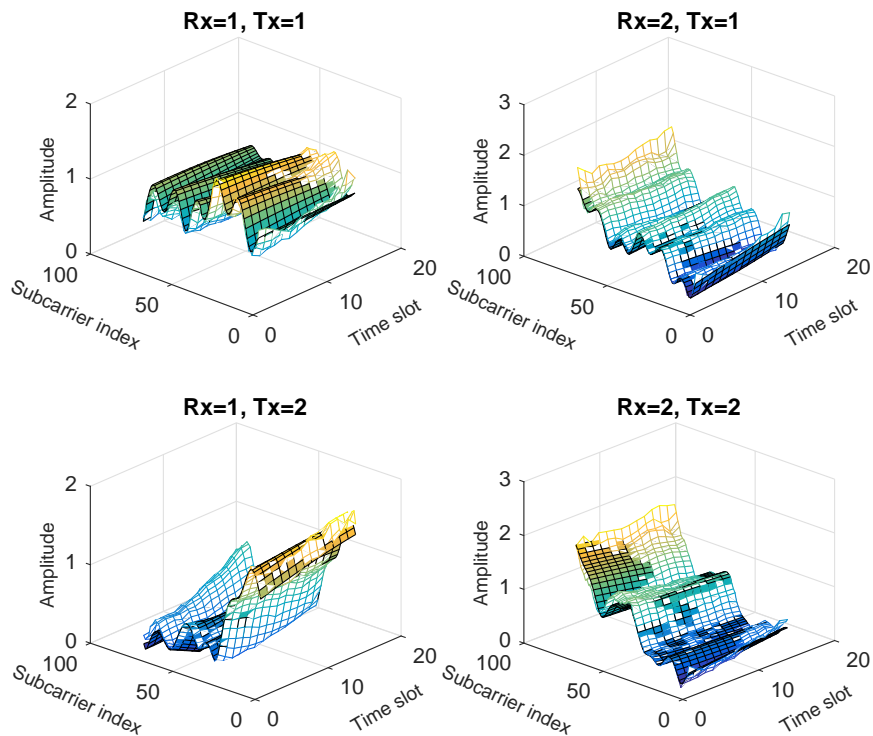 Rx=1, Tx=1
2
1
0
Amplitude
100
50
0
Subcarrier index
0
10
20
Time slot
Rx=2, Tx=1
3
2
1
0
Amplitude
100
50
0
Subcarrier index
0
10
20
Time slot
Rx=1, Tx=2
2
1
0
Amplitude
100
50
0
Subcarrier index
0
10
20
Time slot
Rx=2, Tx=2
3
2
1
0
Amplitude
100
50
0
Subcarrier index
0
10
20
Time slot